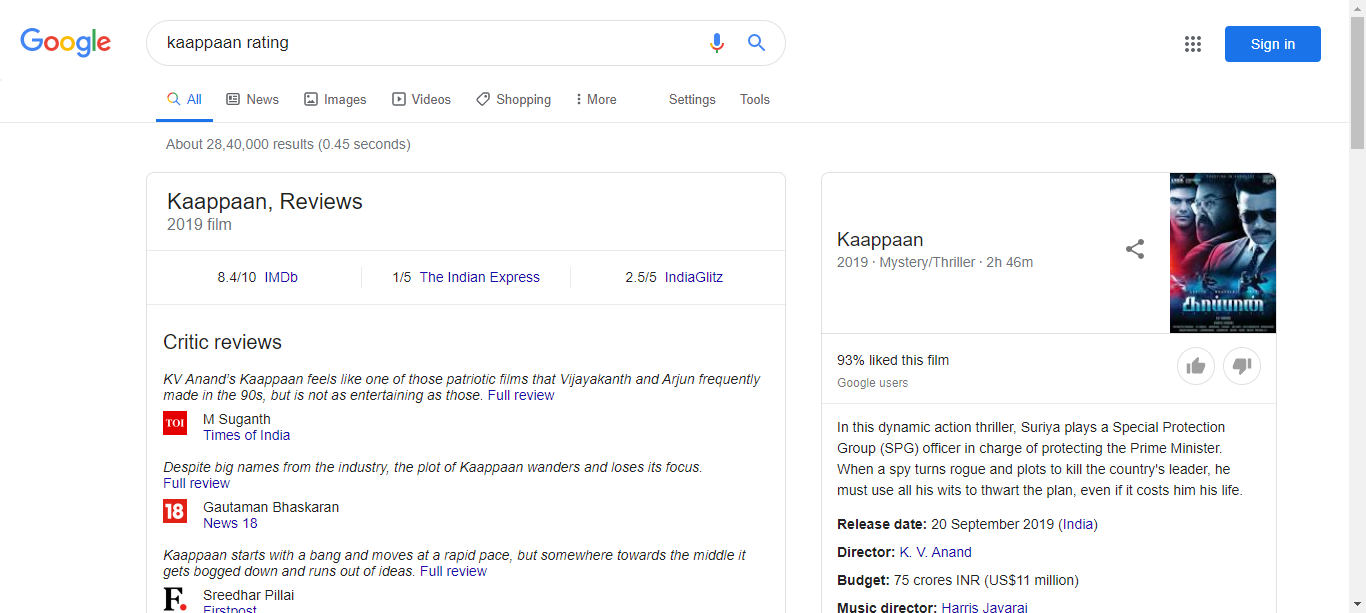 Google
kaappaan rating
Sign in
All
News
Images
Videos
Shopping
More
Settings
Tools
About 28,40,000 results (0.45 seconds)
Kaappaan, Reviews
2019 film
8.4/10 IMDb
1/5 The Indian Express
2.5/5 IndiaGlitz
Critic reviews
KV Anand's Kaappaan feels like one of those patriotic films that Vijayakanth and Arjun frequently
made in the 90s, but is not as entertaining as those. Full review
TOI
M Suganth
Times of India
Despite big names from the industry, the plot of Kaappaan wanders and loses its focus.
Full review
18
Gautaman Bhaskaran
News 18
Kaappaan starts with a bang and moves at a rapid pace, but somewhere towards the middle it
gets bogged down and runs out of ideas. Full review
F.
Sreedhar Pillai
Firstpost
Kaappaan
2019 · Mystery/Thriller · 2h 46m
காப்பான்
93% liked this film
Google users
In this dynamic action thriller, Suriya plays a Special Protection
Group (SPG) officer in charge of protecting the Prime Minister.
When a spy turns rogue and plots to kill the country's leader, he
must use all his wits to thwart the plan, even if it costs him his life.
Release date: 20 September 2019 (India)
Director: K. V. Anand
Budget: 75 crores INR (US$11 million)
Music director: Harris Jayaraj